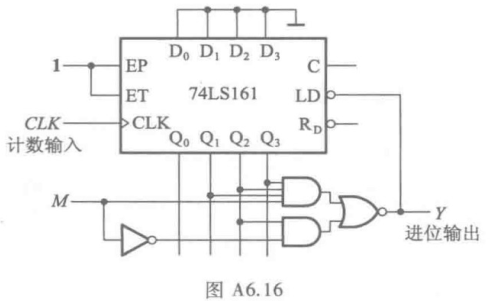 D₀ D₁ D₂ D₃
1 EP C
ET 74LS161 LD
CLK CLK R_D
计数输入 Q₀ Q₁ Q₂ Q₃
M Y
进位输出
图 A6.16